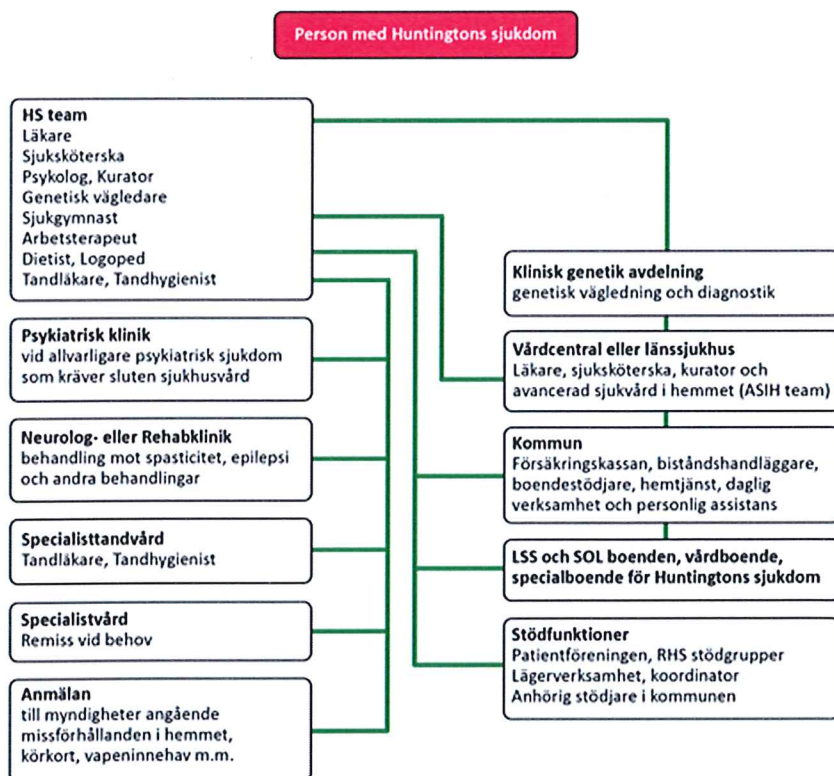 Person med Huntingtons sjukdom
HS team
Läkare
Sjuksköterska
Psykolog, Kurator
Genetisk vägledare
Sjukgymnast
Arbetsterapeut
Dietist, Logoped
Tandläkare, Tandhygienist
Psykiatrisk klinik
vid allvarligare psykiatrisk sjukdom
som kräver sluten sjukhusvård
Neurolog- eller Rehabklinik
behandling mot spasticitet, epilepsi
och andra behandlingar
Specialisttandvård
Tandläkare, Tandhygienist
Specialistvård
Remiss vid behov
Anmälan
till myndigheter angående
missförhållanden i hemmet,
körkort, vapeninnehav m.m.
Klinisk genetik avdelning
genetisk vägledning och diagnostik
Vårdcentral eller länssjukhus
Läkare, sjuksköterska, kurator och
avancerad sjukvård i hemmet (ASIH team)
Kommun
Försäkringskassan, biståndshandläggare,
boendestödjare, hemtjänst, daglig
verksamhet och personlig assistans
LSS och SOL boenden, vårdboende,
specialboende för Huntingtons sjukdom
Stödfunktioner
Patientföreningen, RHS stödgrupper
Lägerverksamhet, koordinator
Anhörig stödjare i kommunen